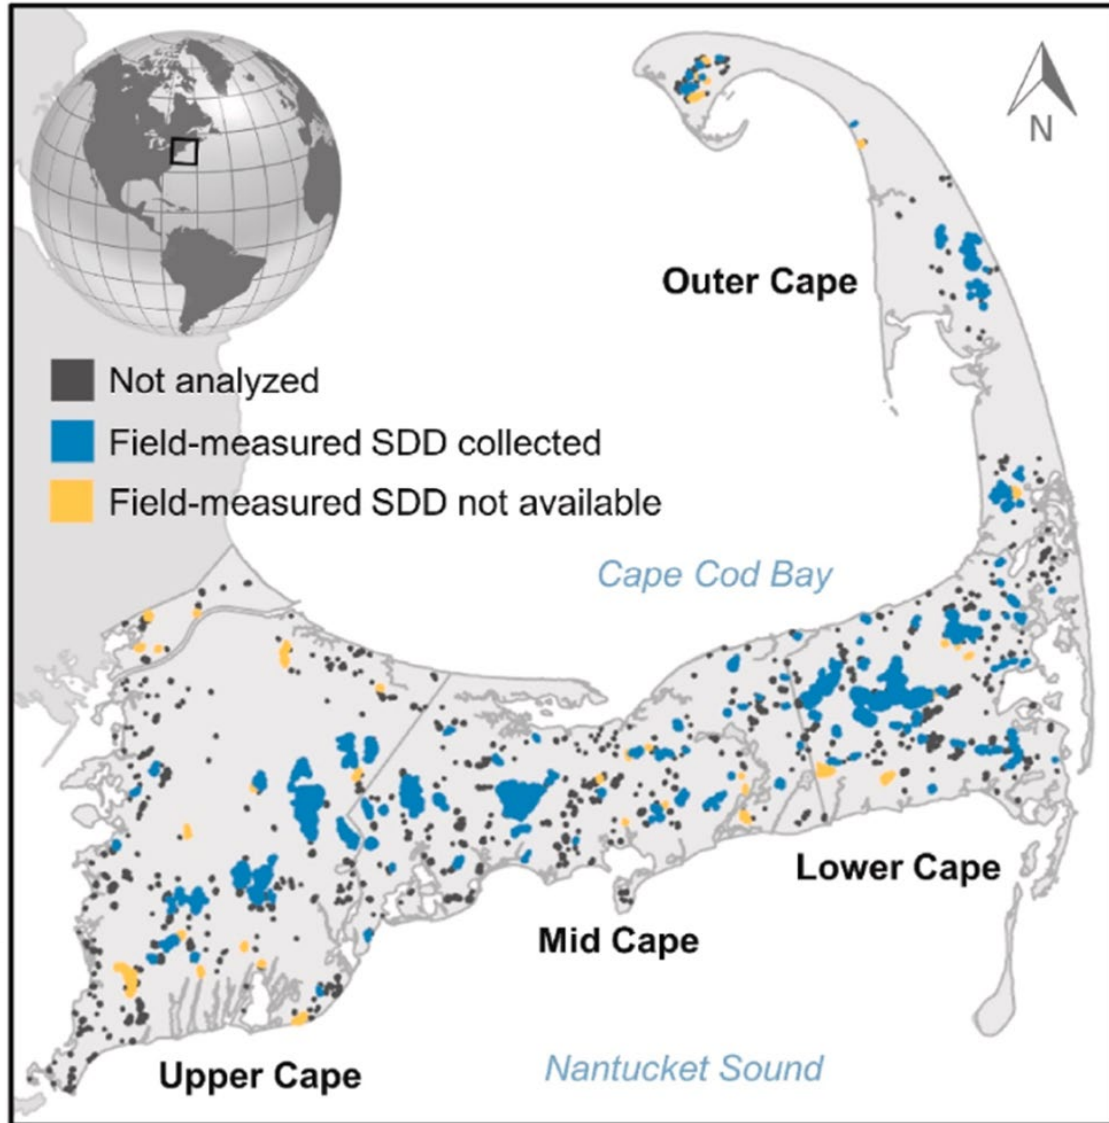 N
Outer Cape
Not analyzed
Field-measured SDD collected
Field-measured SDD not available
Cape Cod Bay
Lower Cape
Mid Cape
Upper Cape
Nantucket Sound